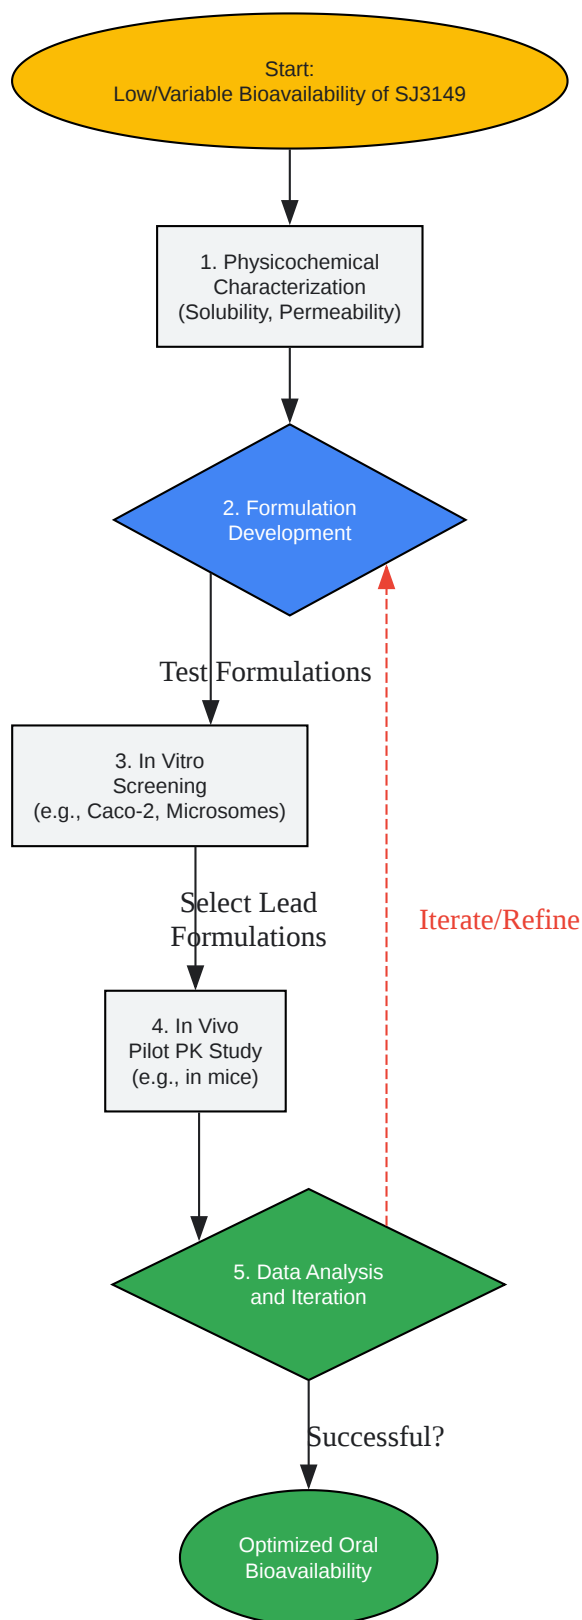 Start:
Low/Variable Bioavailability of SJ3149
1. Physicochemical
Characterization
(Solubility, Permeability)
2. Formulation
Development
Test Formulations
3. In Vitro
Screening
(e.g., Caco-2, Microsomes)
Select Lead
Formulations
Iterate/Refine
4. In Vivo
Pilot PK Study
(e.g., in mice)
5. Data Analysis
and Iteration
Successful?
Optimized Oral
Bioavailability